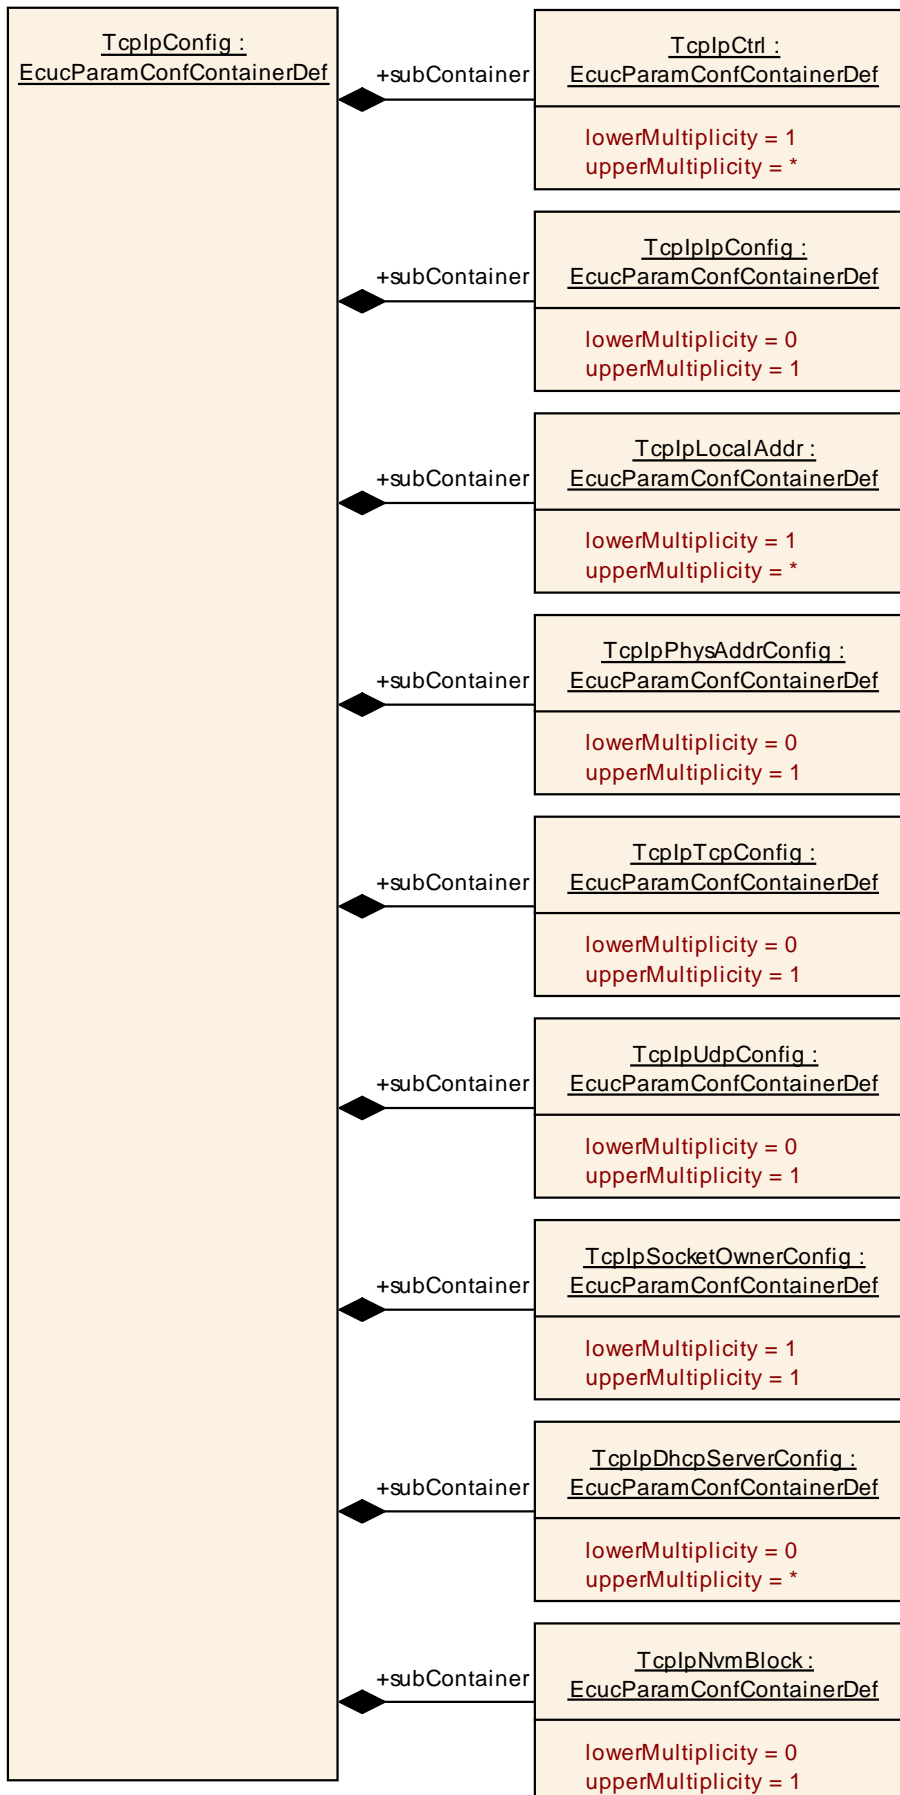 TcpIpConfig :
EcucParamConfContainerDef
+subContainer
TcpIpCtrl :
EcucParamConfContainerDef
lowerMultiplicity = 1
upperMultiplicity = *
+subContainer
TcpIpIpConfig :
EcucParamConfContainerDef
lowerMultiplicity = 0
upperMultiplicity = 1
+subContainer
TcpIpLocalAddr :
EcucParamConfContainerDef
lowerMultiplicity = 1
upperMultiplicity = *
+subContainer
TcpIpPhysAddrConfig :
EcucParamConfContainerDef
lowerMultiplicity = 0
upperMultiplicity = 1
+subContainer
TcpIpTcpConfig :
EcucParamConfContainerDef
lowerMultiplicity = 0
upperMultiplicity = 1
+subContainer
TcpIpUdpConfig :
EcucParamConfContainerDef
lowerMultiplicity = 0
upperMultiplicity = 1
+subContainer
TcpIpSocketOwnerConfig :
EcucParamConfContainerDef
lowerMultiplicity = 1
upperMultiplicity = 1
+subContainer
TcpIpDhcpServerConfig :
EcucParamConfContainerDef
lowerMultiplicity = 0
upperMultiplicity = *
+subContainer
TcpIpNvmBlock :
EcucParamConfContainerDef
lowerMultiplicity = 0
upperMultiplicity = 1